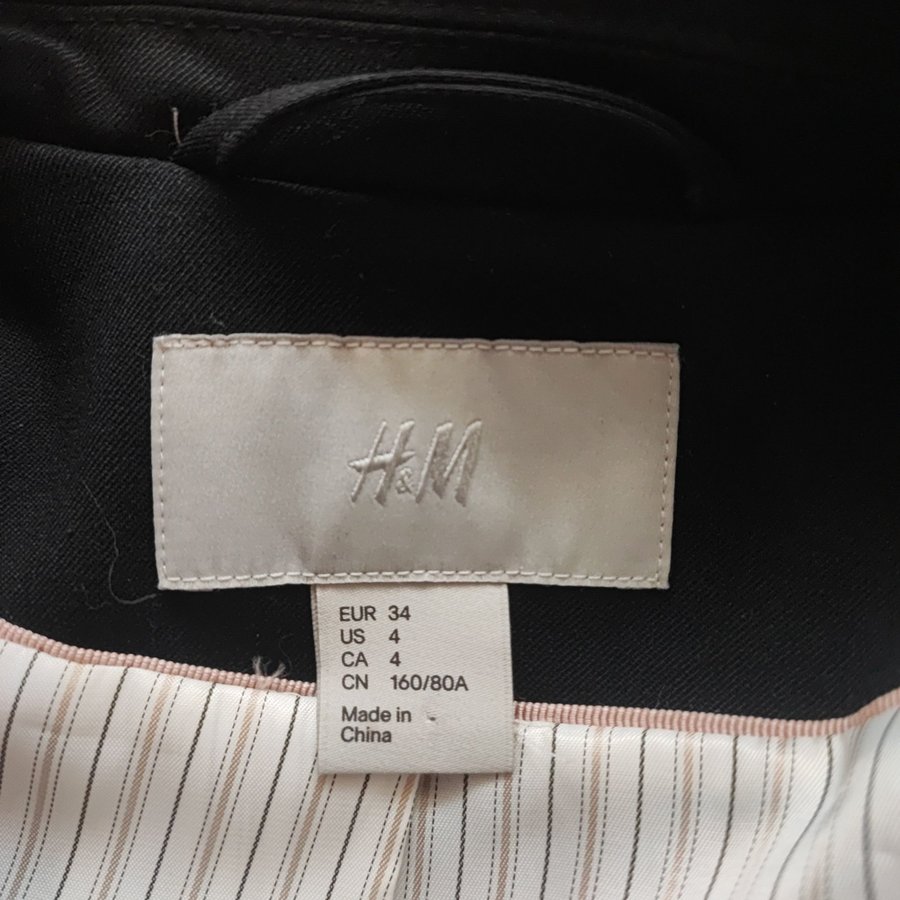 H&M
EUR 34
US 4
CA 4
CN 160/80A
Made in
China